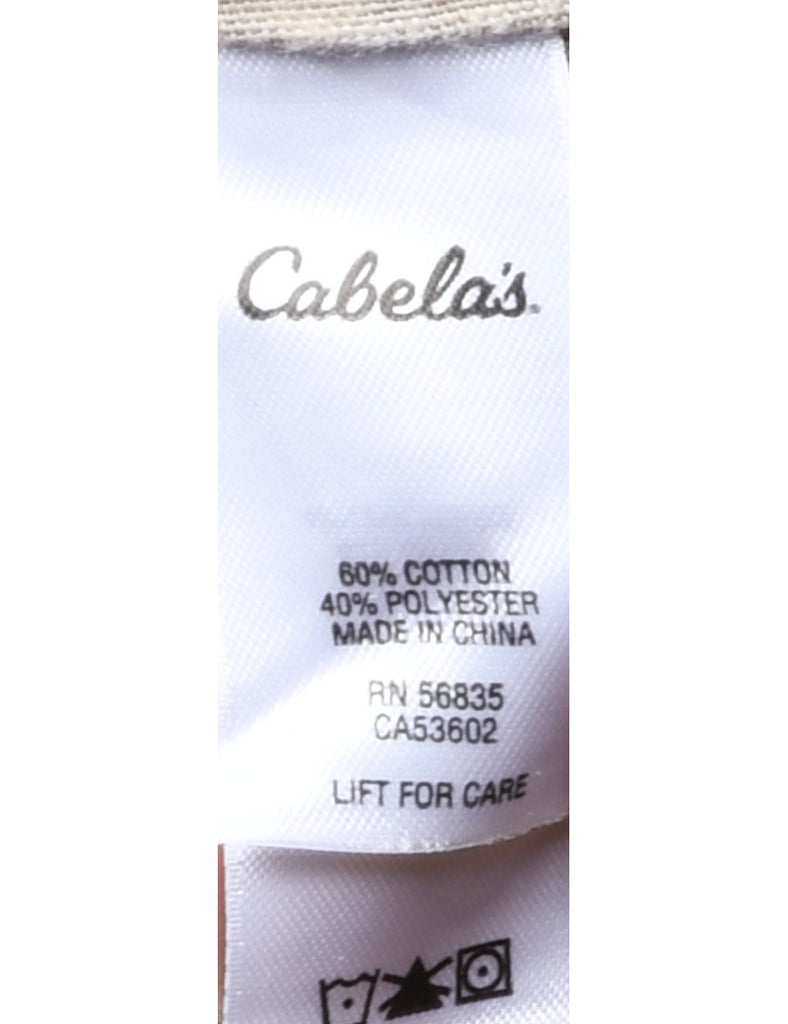 Cabela's.
60% COTTON
40% POLYESTER
MADE IN CHINA
RN 56835
CA53602
LIFT FOR CARE